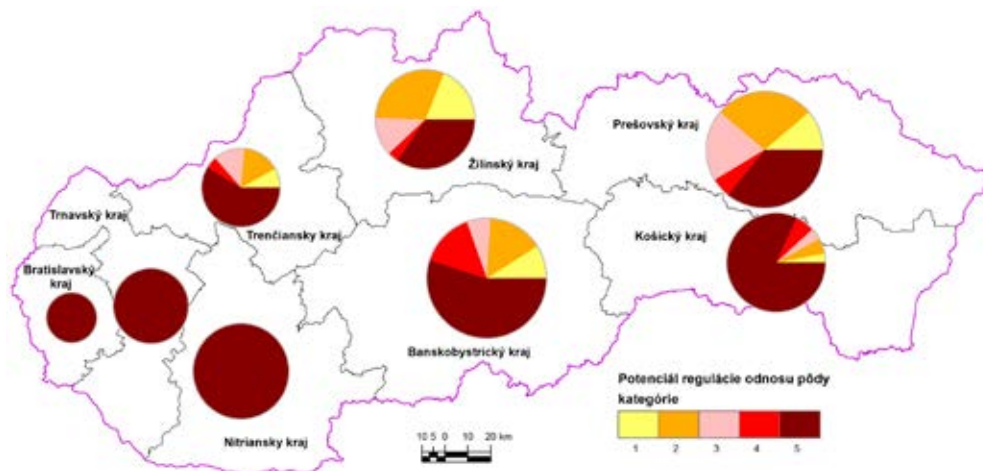 Prešovský kraj
Žilinský kraj
Trnavský kraj
Trenčiansky kraj
Košický kraj
Bratislavský
kraj
Banskobystrický kraj
Nitriansky kraj
Potenciál regulácie odnosu pôdy
kategórie
1 2 3 4 5
10 5 0 10 20 km